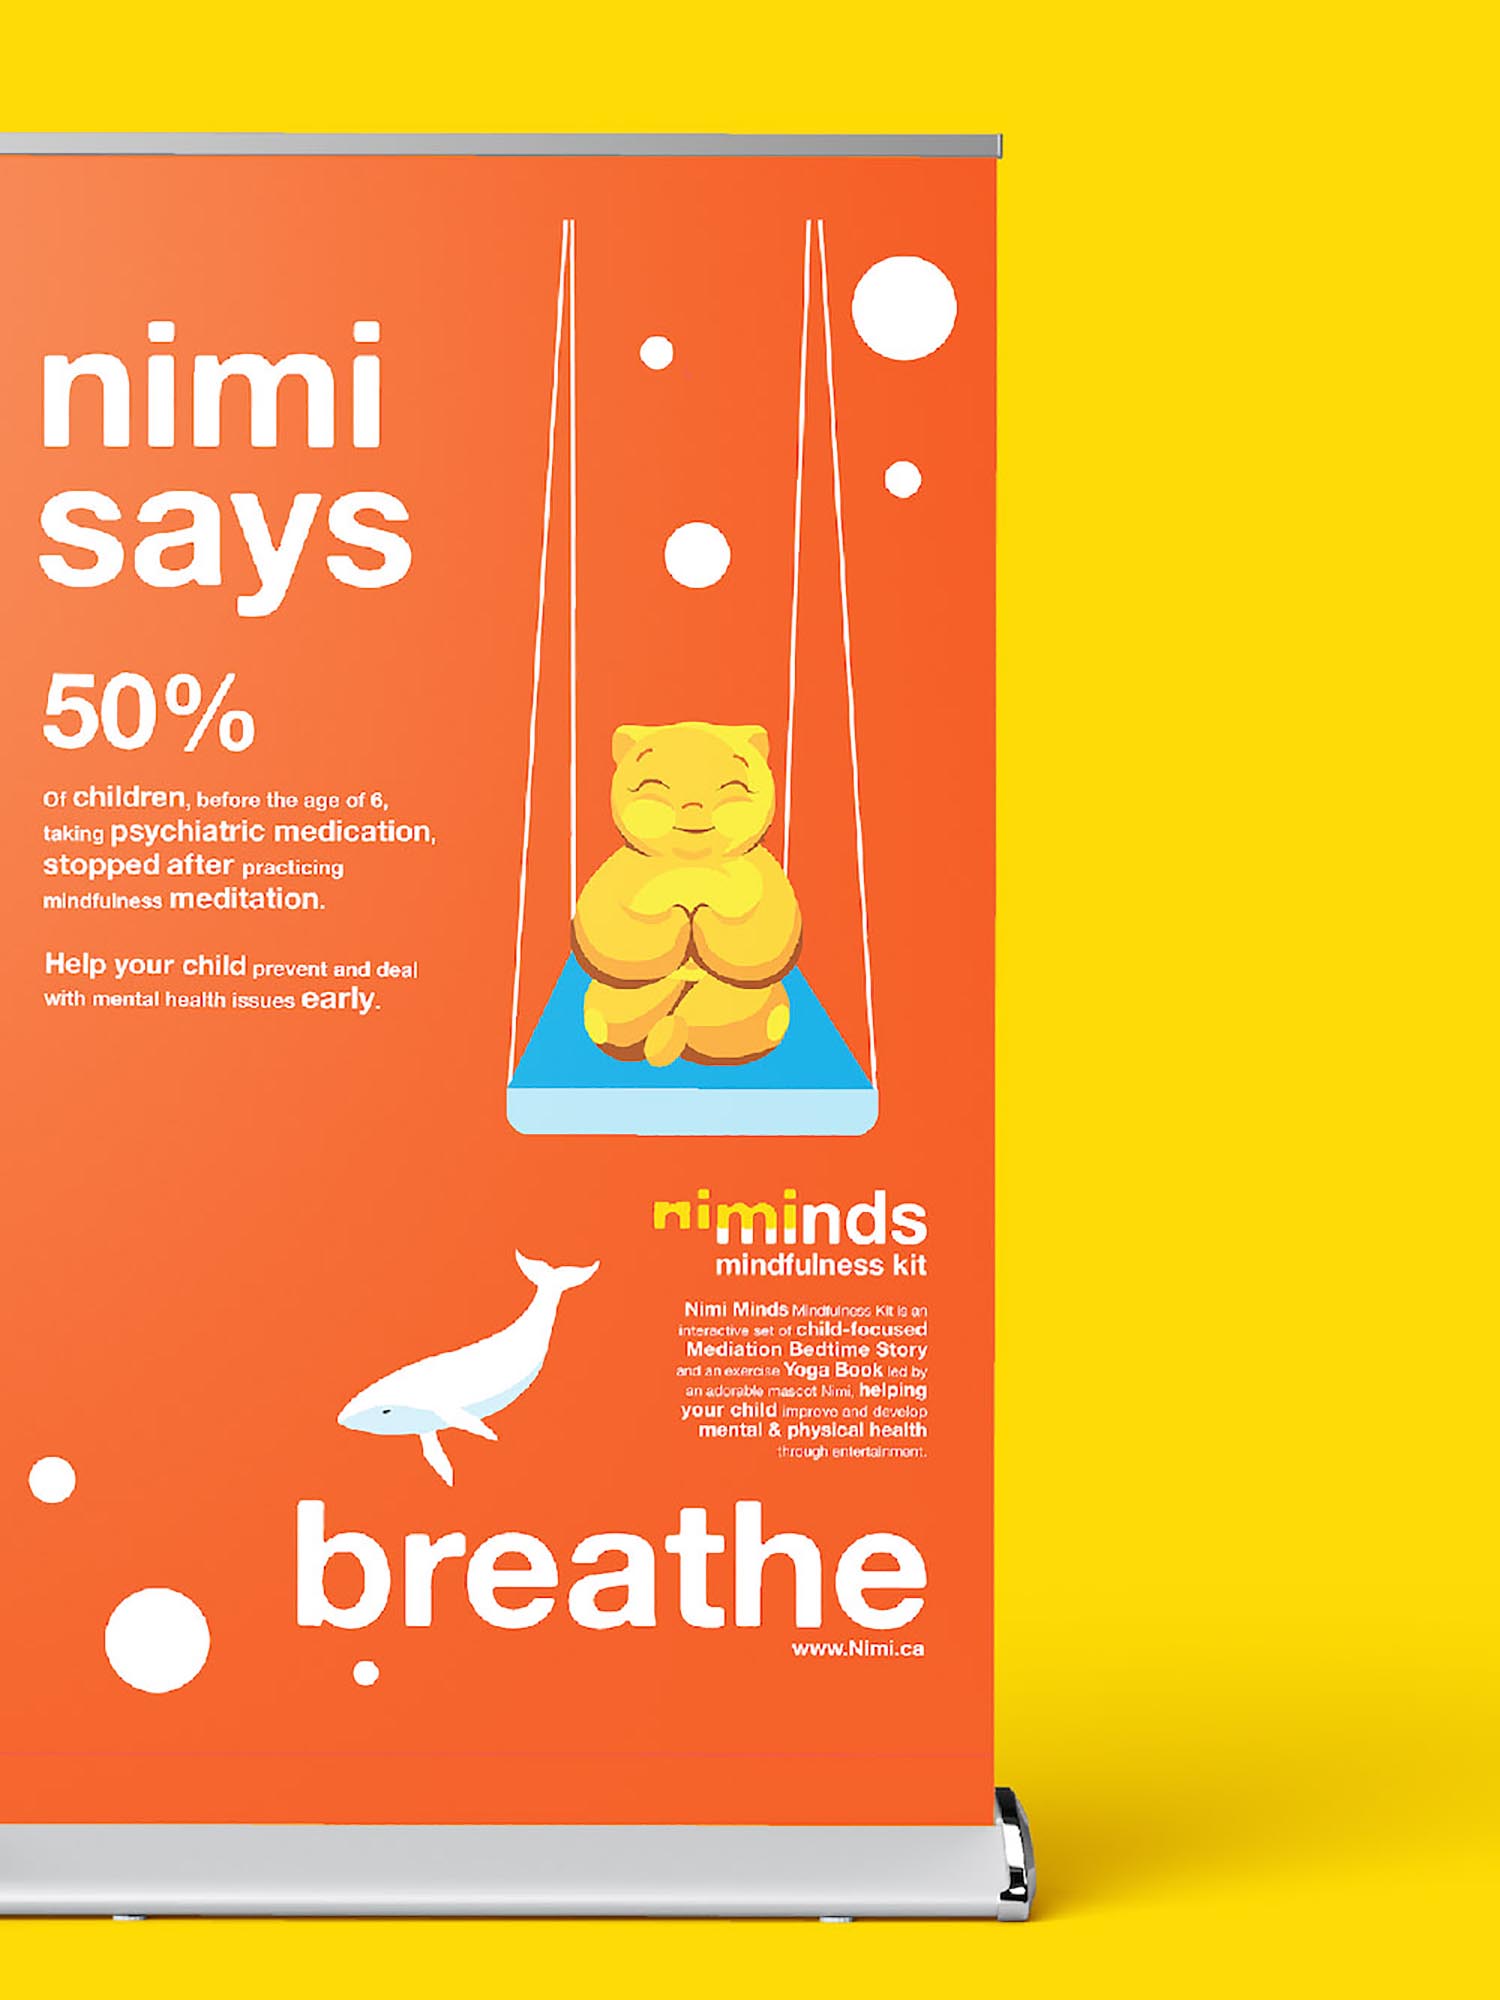 nimi
says
50%
Of children, before the age of 6,
taking psychiatric medication,
stopped after practicing
mindfulness meditation.
Help your child prevent and deal
with mental health issues early.
niminds
mindfulness kit
Nimi Minds Mindfulness Kit is an
interactive set of child-focused
Mediation Bedtime Story
and an exercise Yoga Book led by
an adorable mascot Nimi, helping
your child improve and develop
mental & physical health
through entertainment.
breathe
www.Nimi.ca